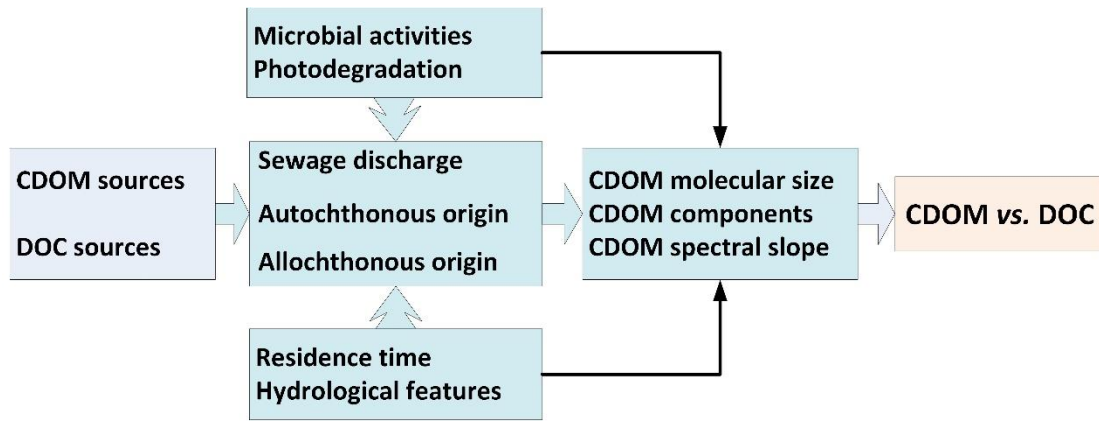 Microbial activities
Photodegradation
CDOM sources
DOC sources
Sewage discharge
Autochthonous origin
Allochthonous origin
CDOM molecular size
CDOM components
CDOM spectral slope
CDOM vs. DOC
Residence time
Hydrological features